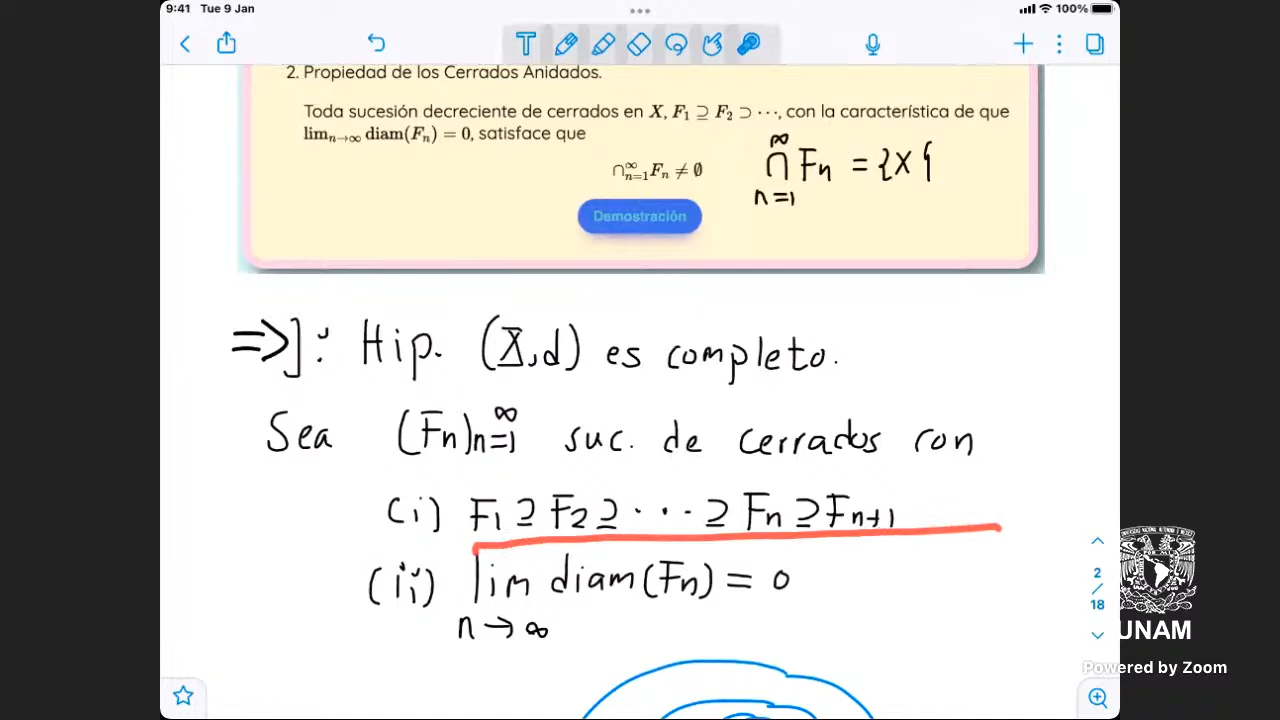 9:41 Tue 9 Jan 100%
2. Propiedad de los Cerrados Anidados.
Toda sucesión decreciente de cerrados en X, F₁ ⊇ F₂ ⊃ ⋯, con la característica de que
lim_{n→∞} diam(Fₙ) = 0, satisface que
∩_{n=1}^{∞} Fₙ ≠ ∅
∞
∩ Fn = {x}
n=1
Demostración
=>]: Hip. (X,d) es completo.
Sea (Fn)_{n=1}^{∞} suc. de cerrados con
(i) F1 ⊇ F2 ⊇ ··· ⊇ Fn ⊇ Fn+1
(ii) lim diam(Fn) = 0
n → ∞
2
/
18
UNAM
Powered by Zoom